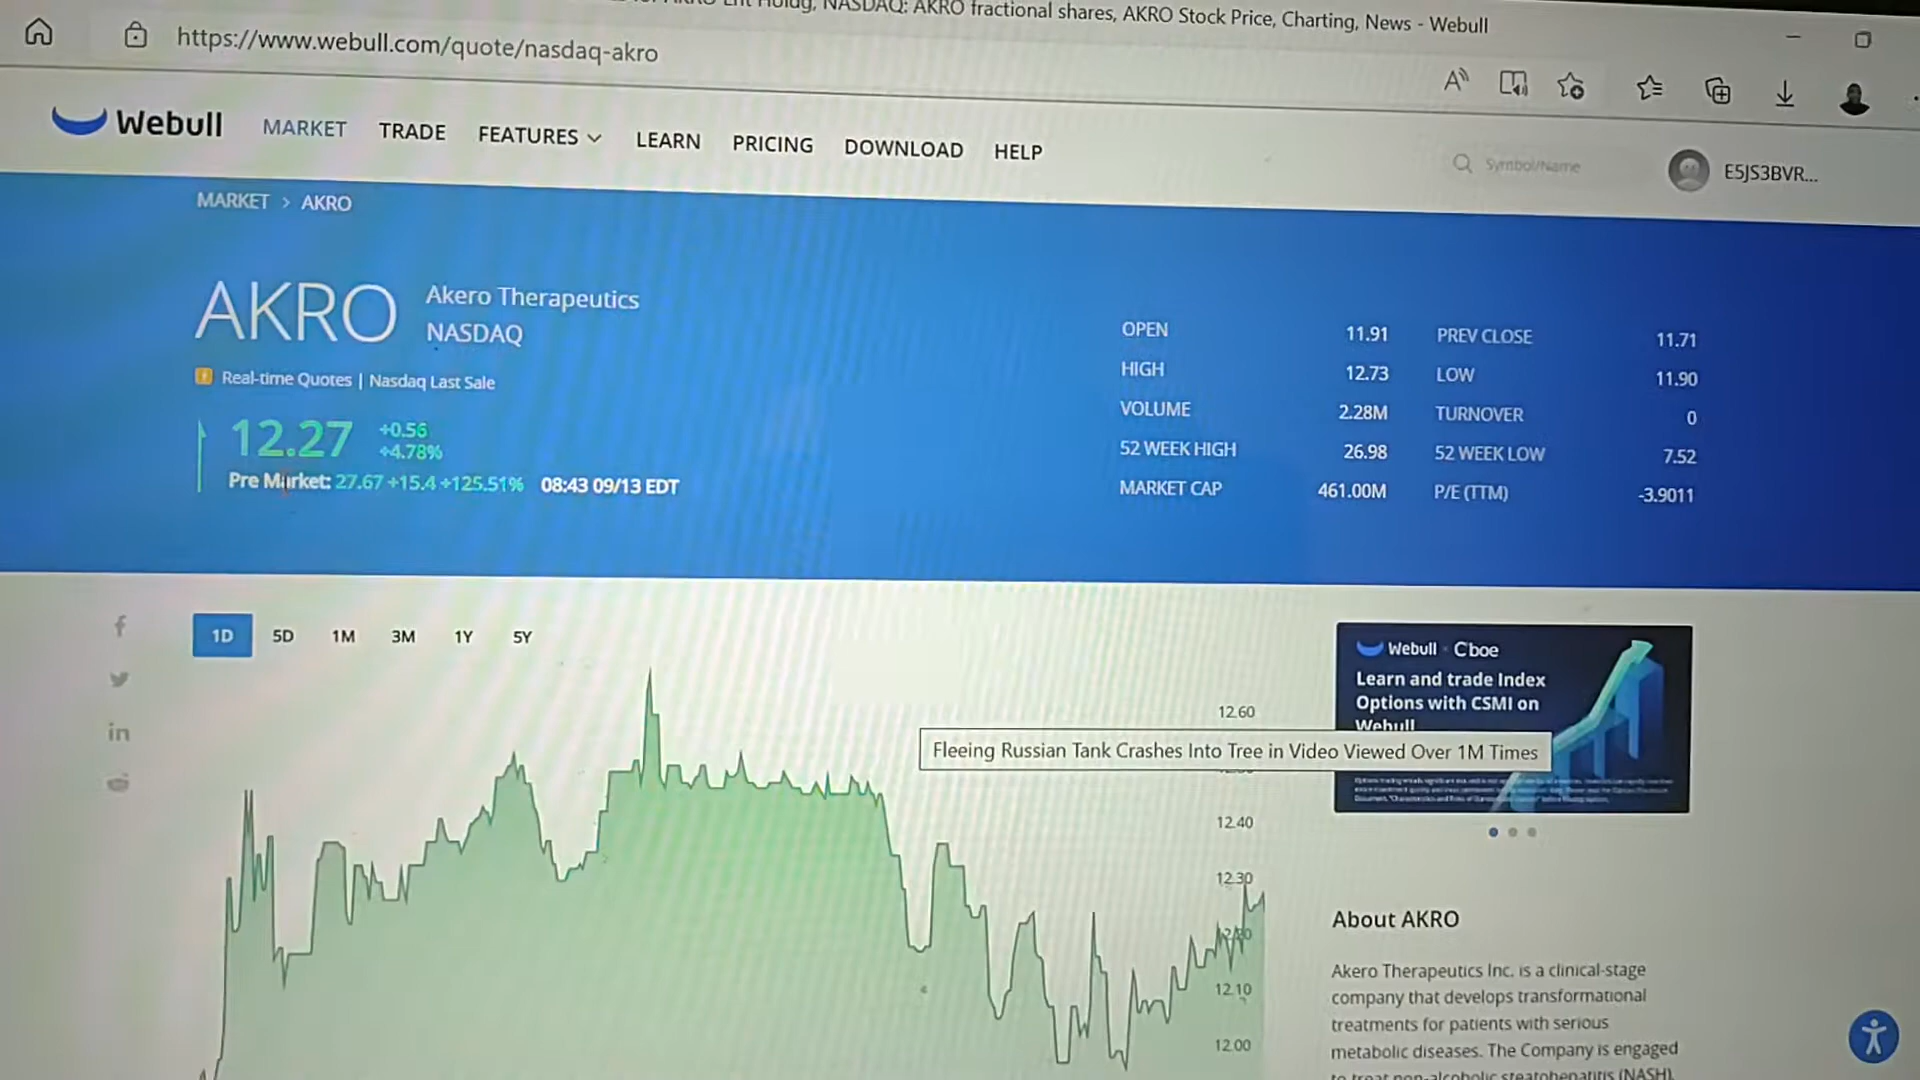 AKRO fractional shares, AKRO Stock Price, Charting, News - Webull
https://www.webull.com/quote/nasdaq-akro
Webull MARKET TRADE FEATURES LEARN PRICING DOWNLOAD HELP Symbol/Name E5JS3BVR...
MARKET > AKRO
AKRO Akero Therapeutics
NASDAQ
Real-time Quotes | Nasdaq Last Sale
12.27 +0.56
+4.78%
Pre Market: 27.67 +15.4 +125.51% 08:43 09/13 EDT
OPEN 11.91 PREV CLOSE 11.71
HIGH 12.73 LOW 11.90
VOLUME 2.28M TURNOVER 0
52 WEEK HIGH 26.98 52 WEEK LOW 7.52
MARKET CAP 461.00M P/E (TTM) -3.9011
1D 5D 1M 3M 1Y 5Y
12.60
12.40
12.30
12.10
12.00
Fleeing Russian Tank Crashes Into Tree in Video Viewed Over 1M Times
Webull Cboe
Learn and trade Index
Options with CSMI on
Webull
About AKRO
Akero Therapeutics Inc. is a clinical-stage
company that develops transformational
treatments for patients with serious
metabolic diseases. The Company is engaged
to treat non-alcoholic steatohepatitis (NASH),